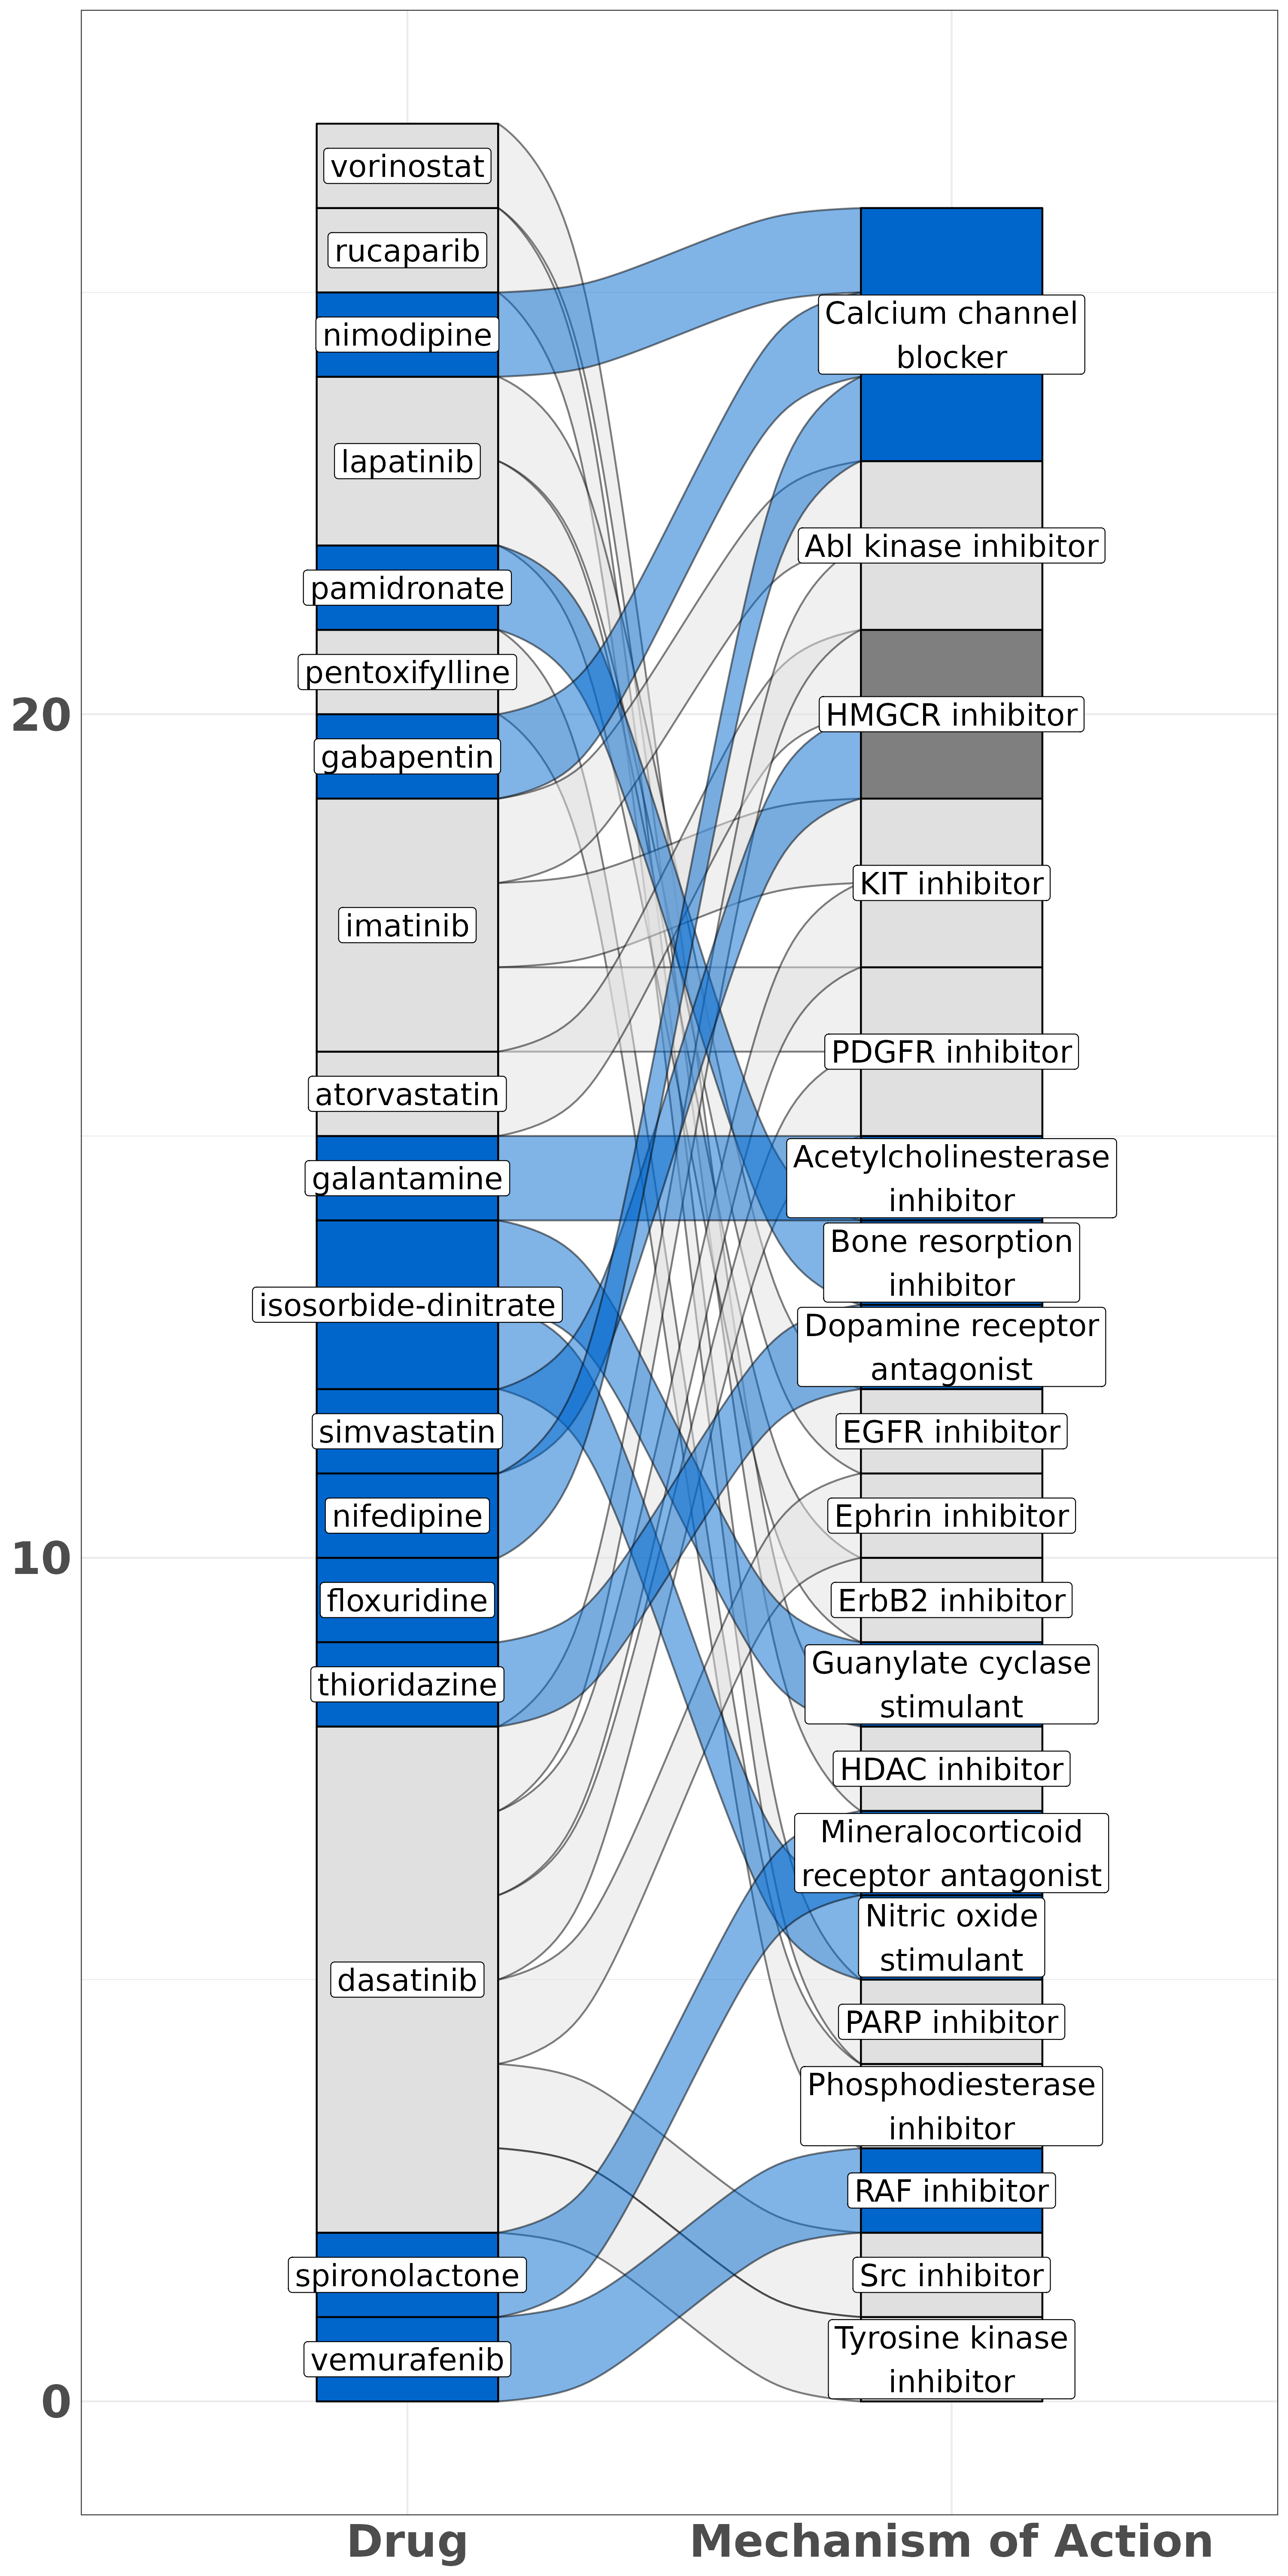 vorinostat
rucaparib
nimodipine
lapatinib
pamidronate
pentoxifylline
gabapentin
imatinib
atorvastatin
galantamine
isosorbide-dinitrate
simvastatin
nifedipine
floxuridine
thioridazine
dasatinib
spironolactone
vemurafenib
Calcium channel
blocker
Abl kinase inhibitor
HMGCR inhibitor
KIT inhibitor
PDGFR inhibitor
Acetylcholinesterase
inhibitor
Bone resorption
inhibitor
Dopamine receptor
antagonist
EGFR inhibitor
Ephrin inhibitor
ErbB2 inhibitor
Guanylate cyclase
stimulant
HDAC inhibitor
Mineralocorticoid
receptor antagonist
Nitric oxide
stimulant
PARP inhibitor
Phosphodiesterase
inhibitor
RAF inhibitor
Src inhibitor
Tyrosine kinase
inhibitor
20
10
0
Drug
Mechanism of Action